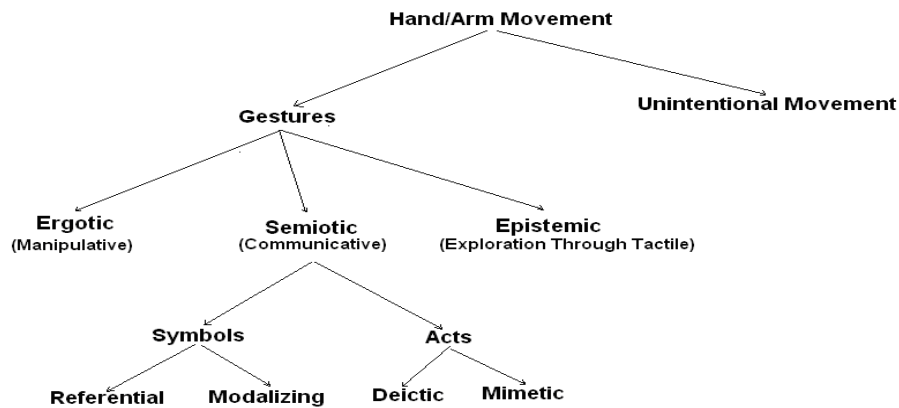 Hand/Arm Movement
Unintentional Movement
Gestures
Ergotic
(Manipulative)
Semiotic
(Communicative)
Epistemic
(Exploration Through Tactile)
Symbols
Acts
Referential
Modalizing
Deictic
Mimetic